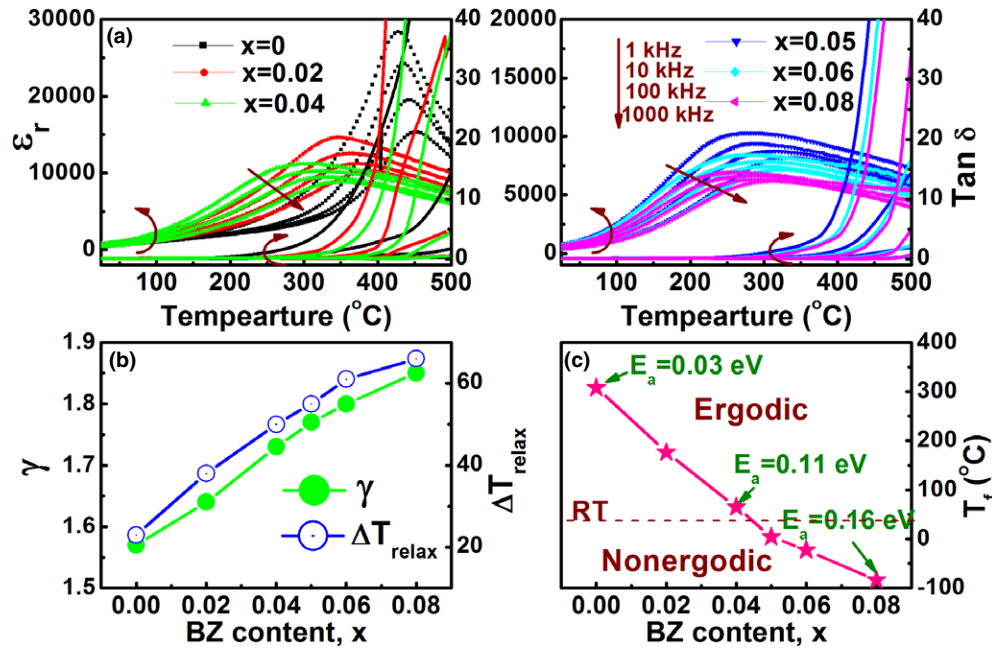 (a)
30000
20000
10000
0
ε_r
x=0
x=0.02
x=0.04
40
30
20
10
0
100
200
300
400
500
Tempearture (°C)
20000
15000
10000
7500
5000
2500
0
1 kHz
10 kHz
100 kHz
1000 kHz
x=0.05
x=0.06
x=0.08
40
30
20
10
0
Tan δ
100
200
300
400
500
Tempearture (°C)
(b)
1.9
1.8
1.7
1.6
1.5
γ
γ
ΔT_relax
60
40
20
ΔT_relax
0.00
0.02
0.04
0.06
0.08
BZ content, x
(c)
E_a=0.03 eV
Ergodic
E_a=0.11 eV
RT
E_a=0.16 eV
Nonergodic
400
300
200
100
0
-100
T_f (°C)
0.00
0.02
0.04
0.06
0.08
BZ content, x